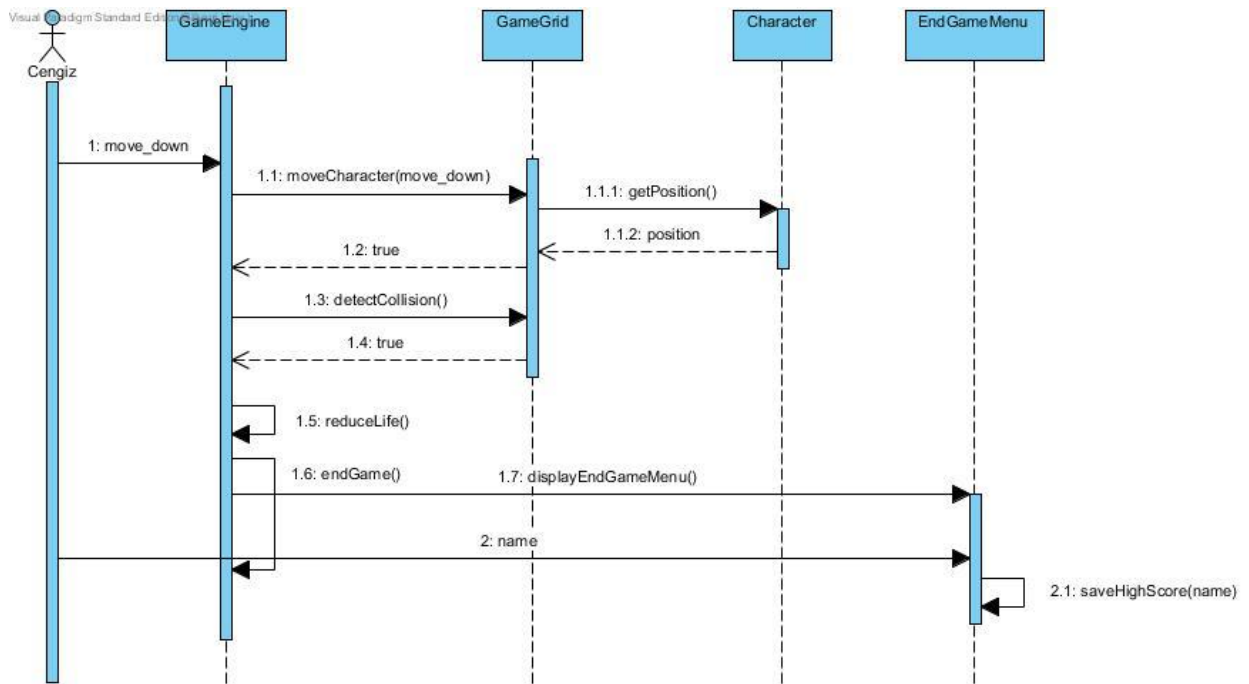 Visual Paradigm Standard Edition
Cengiz
GameEngine
GameGrid
Character
EndGameMenu
1: move_down
1.1: moveCharacter(move_down)
1.1.1: getPosition()
1.1.2: position
1.2: true
1.3: detectCollision()
1.4: true
1.5: reduceLife()
1.6: endGame()
1.7: displayEndGameMenu()
2: name
2.1: saveHighScore(name)